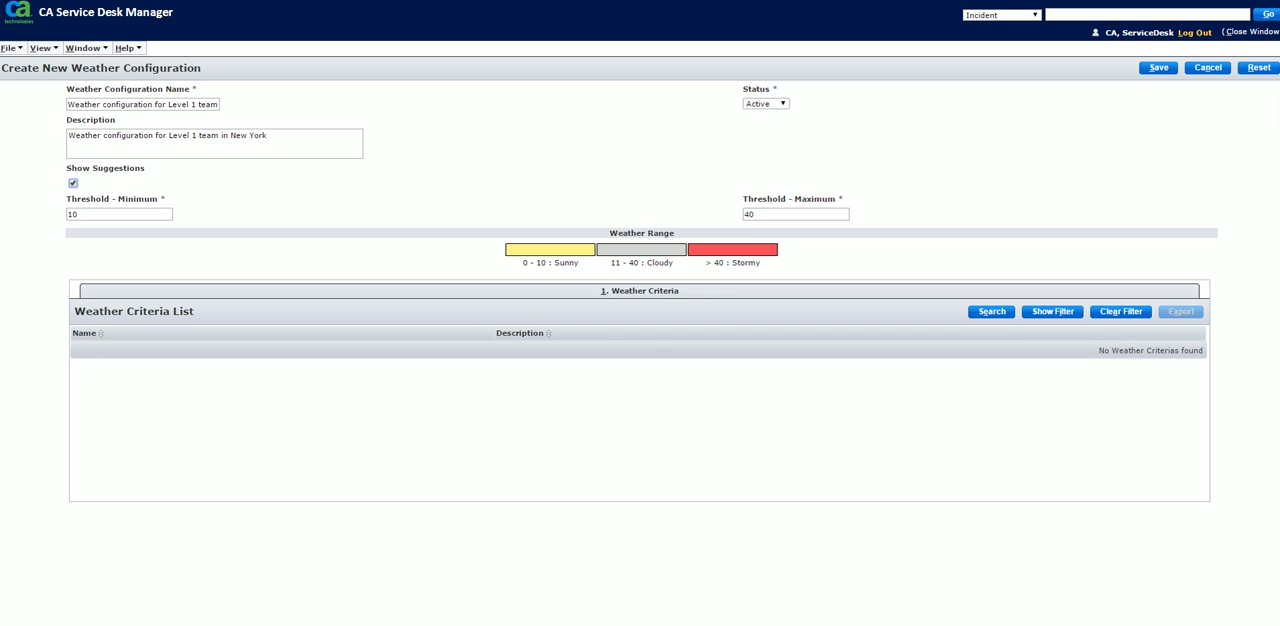 ca
technologies
CA Service Desk Manager
Incident
Go
CA, ServiceDesk Log Out (Close Window
File View Window Help
Create New Weather Configuration
Save Cancel Reset
Weather Configuration Name * Status *
Weather configuration for Level 1 team Active
Description
Weather configuration for Level 1 team in New York
Show Suggestions
Threshold - Minimum * Threshold - Maximum *
10 40
Weather Range
0 - 10 : Sunny 11 - 40 : Cloudy > 40 : Stormy
1. Weather Criteria
Weather Criteria List Search Show Filter Clear Filter Export
Name Description
No Weather Criterias found